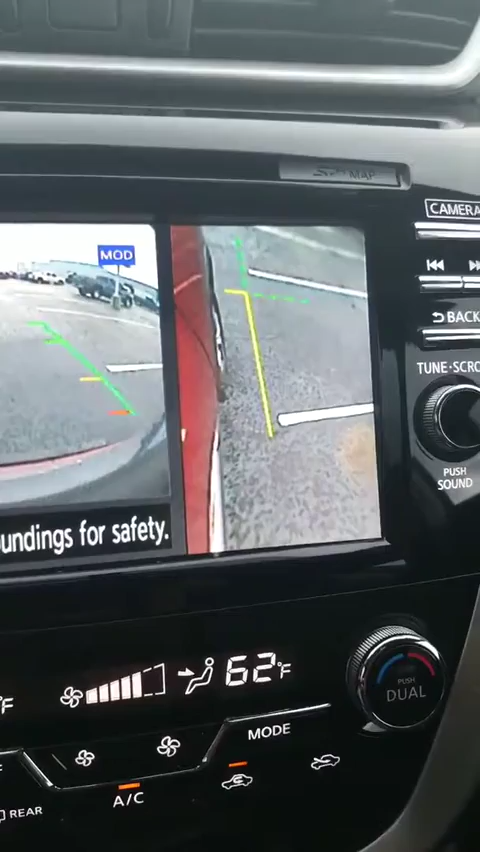 MAP
CAMERA
MOD
BACK
TUNE·SCRO
PUSH
SOUND
undings for safety.
°F
62°F
PUSH
DUAL
MODE
A/C
REAR